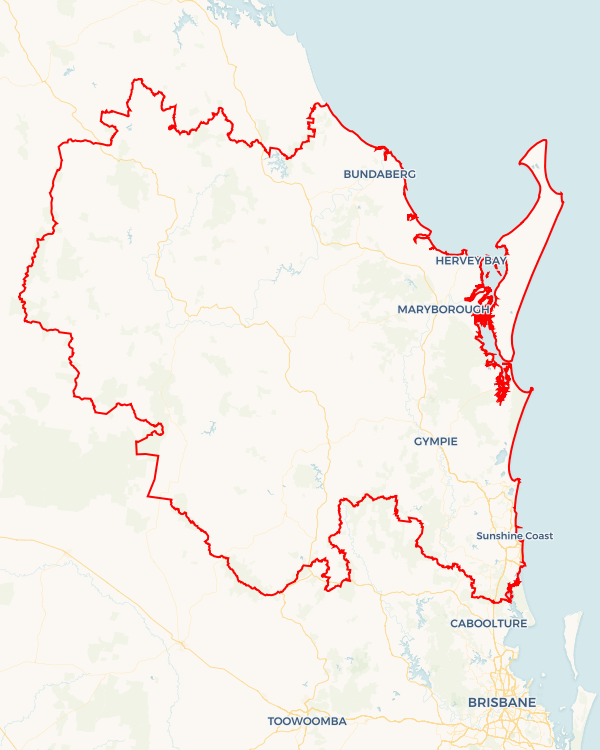 BUNDABERG
HERVEY BAY
MARYBOROUGH
GYMPIE
Sunshine Coast
CABOOLTURE
BRISBANE
TOOWOOMBA